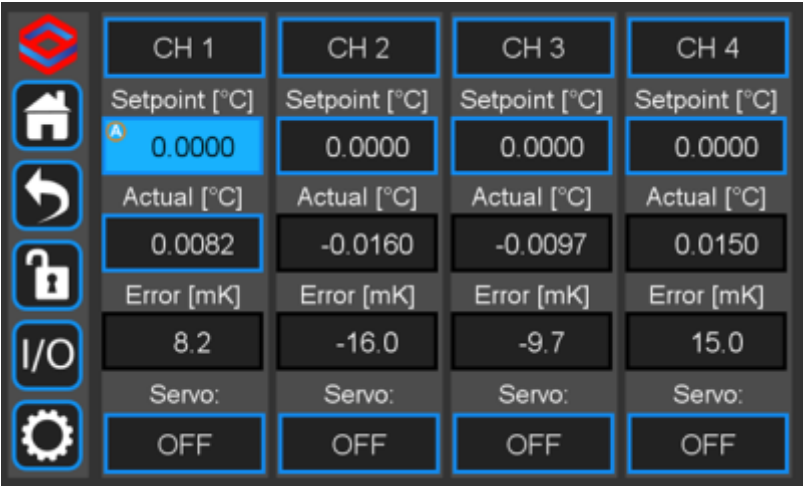 CH 1 CH 2 CH 3 CH 4
Setpoint [°C] Setpoint [°C] Setpoint [°C] Setpoint [°C]
A 0.0000 0.0000 0.0000 0.0000
Actual [°C] Actual [°C] Actual [°C] Actual [°C]
0.0082 -0.0160 -0.0097 0.0150
Error [mK] Error [mK] Error [mK] Error [mK]
I/O 8.2 -16.0 -9.7 15.0
Servo: Servo: Servo: Servo:
OFF OFF OFF OFF